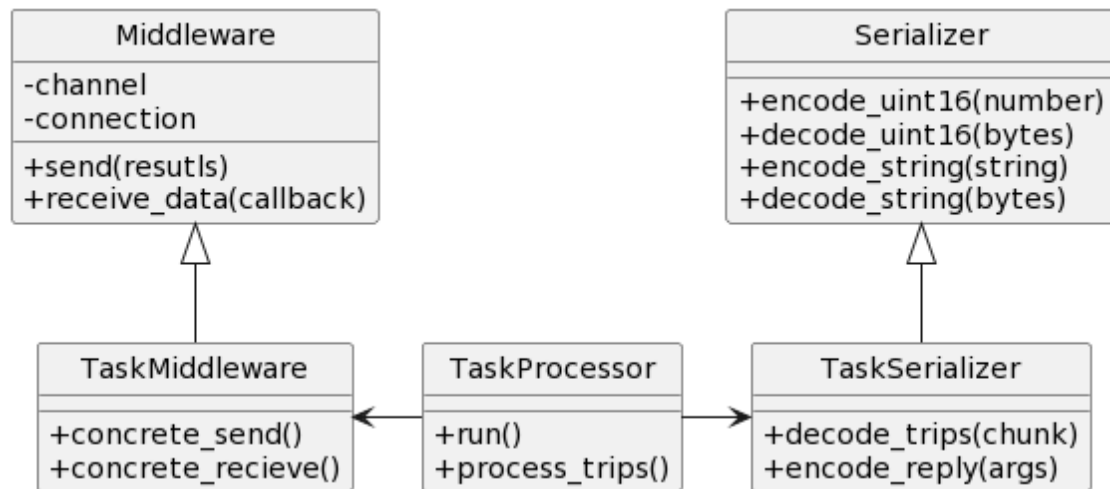 Middleware
-channel
-connection
+send(resutls)
+receive_data(callback)
Serializer
+encode_uint16(number)
+decode_uint16(bytes)
+encode_string(string)
+decode_string(bytes)
TaskMiddleware
+concrete_send()
+concrete_recieve()
TaskProcessor
+run()
+process_trips()
TaskSerializer
+decode_trips(chunk)
+encode_reply(args)